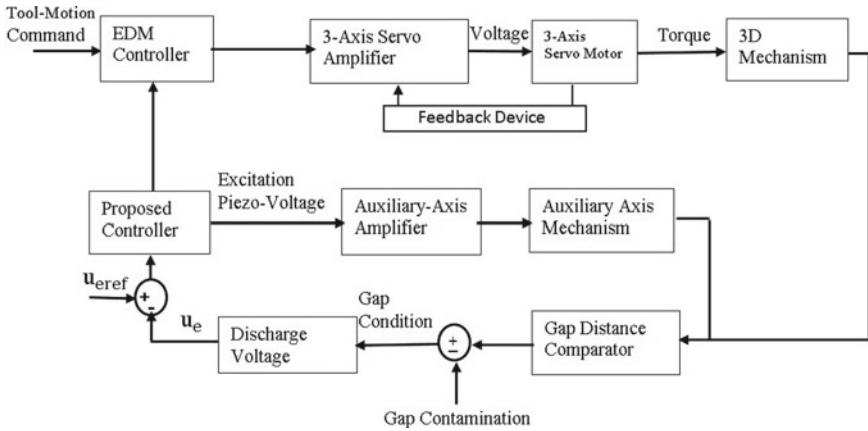 Tool-Motion
Command
EDM
Controller
3-Axis Servo
Amplifier
Voltage
3-Axis
Servo Motor
Torque
3D
Mechanism
Feedback Device
Proposed
Controller
Excitation
Piezo-Voltage
Auxiliary-Axis
Amplifier
Auxiliary Axis
Mechanism
u_eref
+
-
u_e
Discharge
Voltage
Gap
Condition
±
Gap Distance
Comparator
Gap Contamination